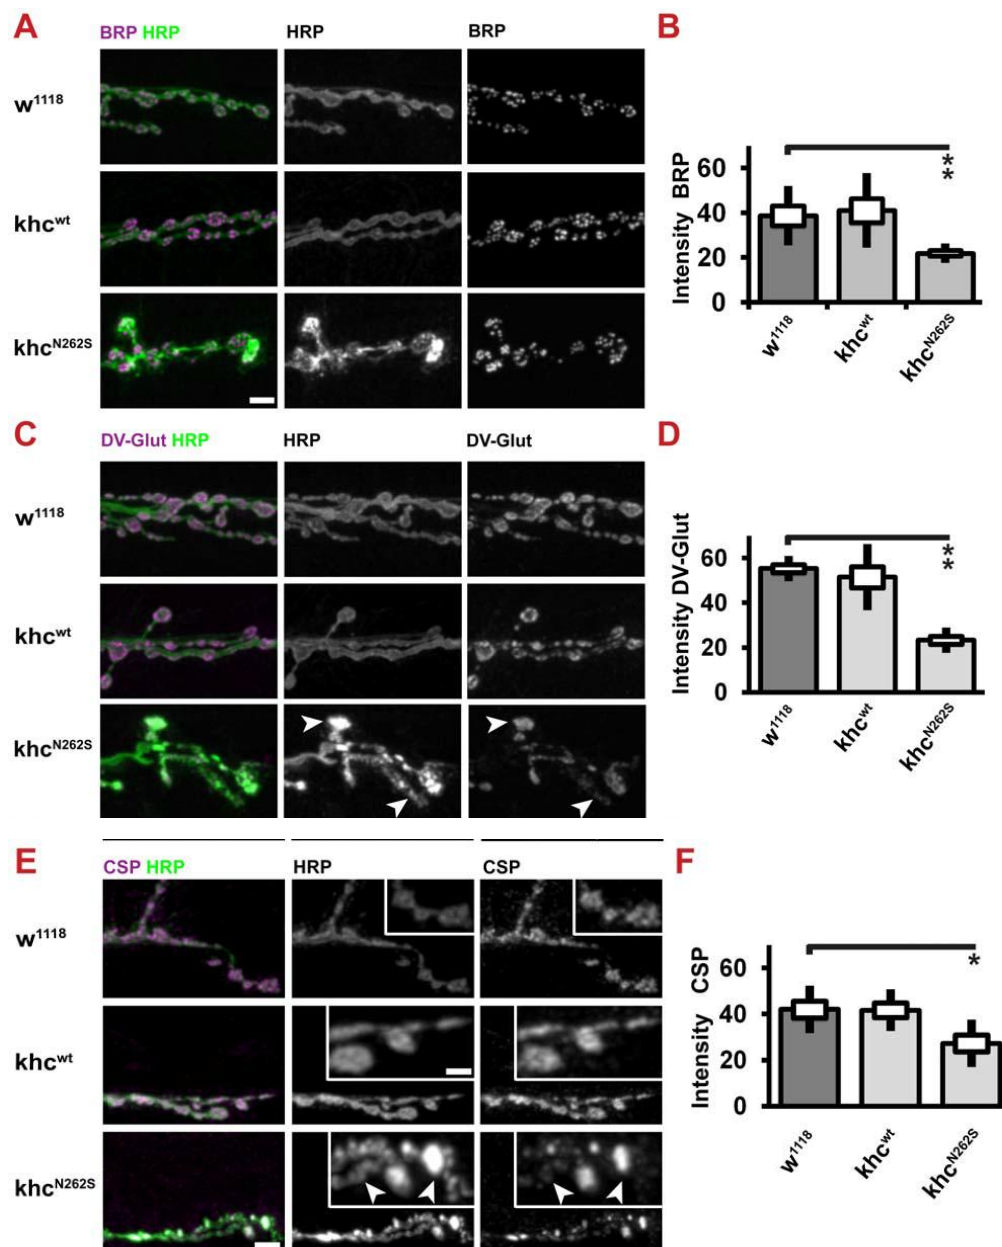 A
BRP HRP
HRP
BRP
w1118
khcwt
khcN262S
B
Intensity BRP
60
40
20
0
**
w1118
khcwt
khcN262S
C
DV-Glut HRP
HRP
DV-Glut
w1118
khcwt
khcN262S
D
Intensity DV-Glut
60
40
20
0
**
w1118
khcwt
khcN262S
E
CSP HRP
HRP
CSP
w1118
khcwt
khcN262S
F
Intensity CSP
60
40
20
0
*
w1118
khcwt
khcN262S